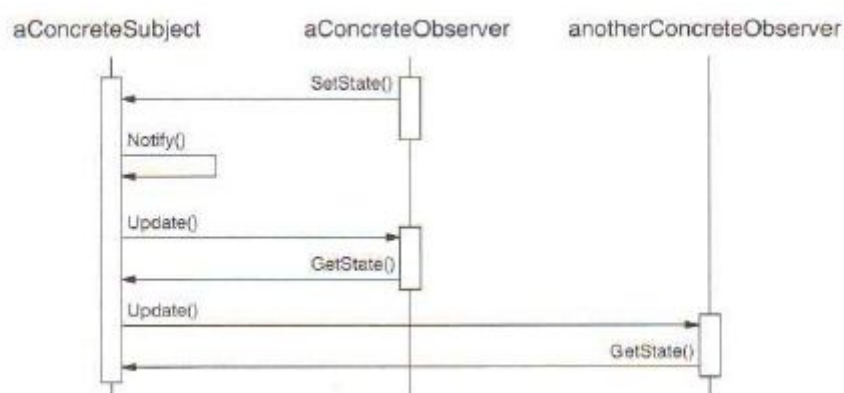 aConcreteSubject aConcreteObserver anotherConcreteObserver
SetState()
Notify()
Update()
GetState()
Update()
GetState()